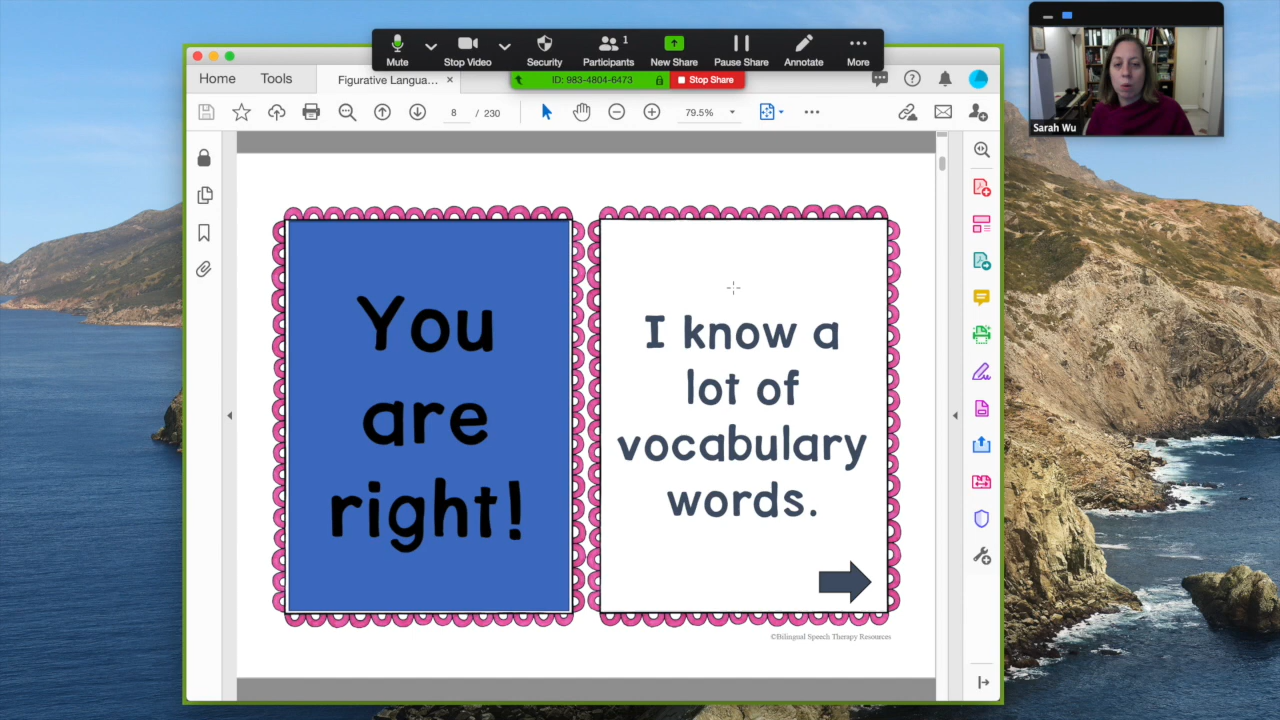 1
Mute
Stop Video
Security
Participants
New Share
Pause Share
Annotate
More
ID: 983-4804-6473
Stop Share
Sarah Wu
Home
Tools
Figurative Langua...
8 / 230
79.5%
You
are
right!
I know a
lot of
vocabulary
words.
©Bilingual Speech Therapy Resources